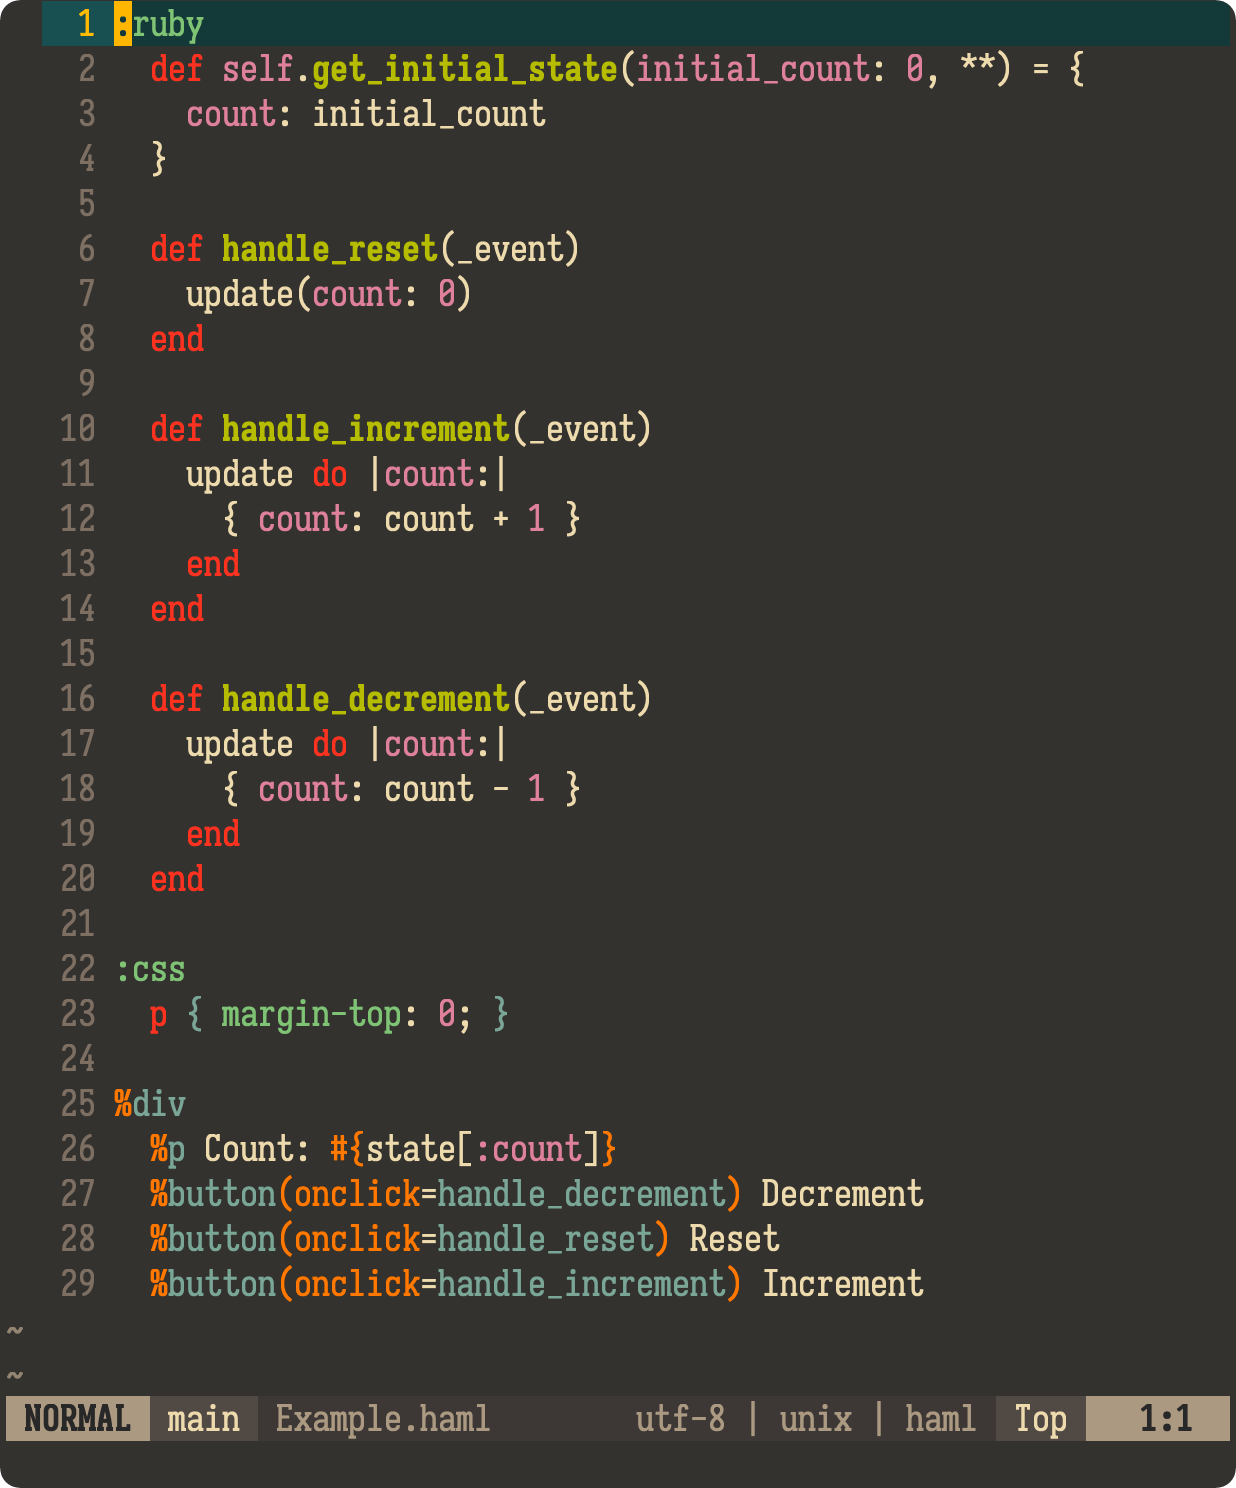 1 :ruby
2   def self.get_initial_state(initial_count: 0, **) = {
3     count: initial_count
4   }
5
6   def handle_reset(_event)
7     update(count: 0)
8   end
9
10   def handle_increment(_event)
11     update do |count:|
12       { count: count + 1 }
13     end
14   end
15
16   def handle_decrement(_event)
17     update do |count:|
18       { count: count - 1 }
19     end
20   end
21
22 :css
23   p { margin-top: 0; }
24
25 %div
26   %p Count: #{state[:count]}
27   %button(onclick=handle_decrement) Decrement
28   %button(onclick=handle_reset) Reset
29   %button(onclick=handle_increment) Increment
~
~
NORMAL main Example.haml utf-8 | unix | haml Top 1:1